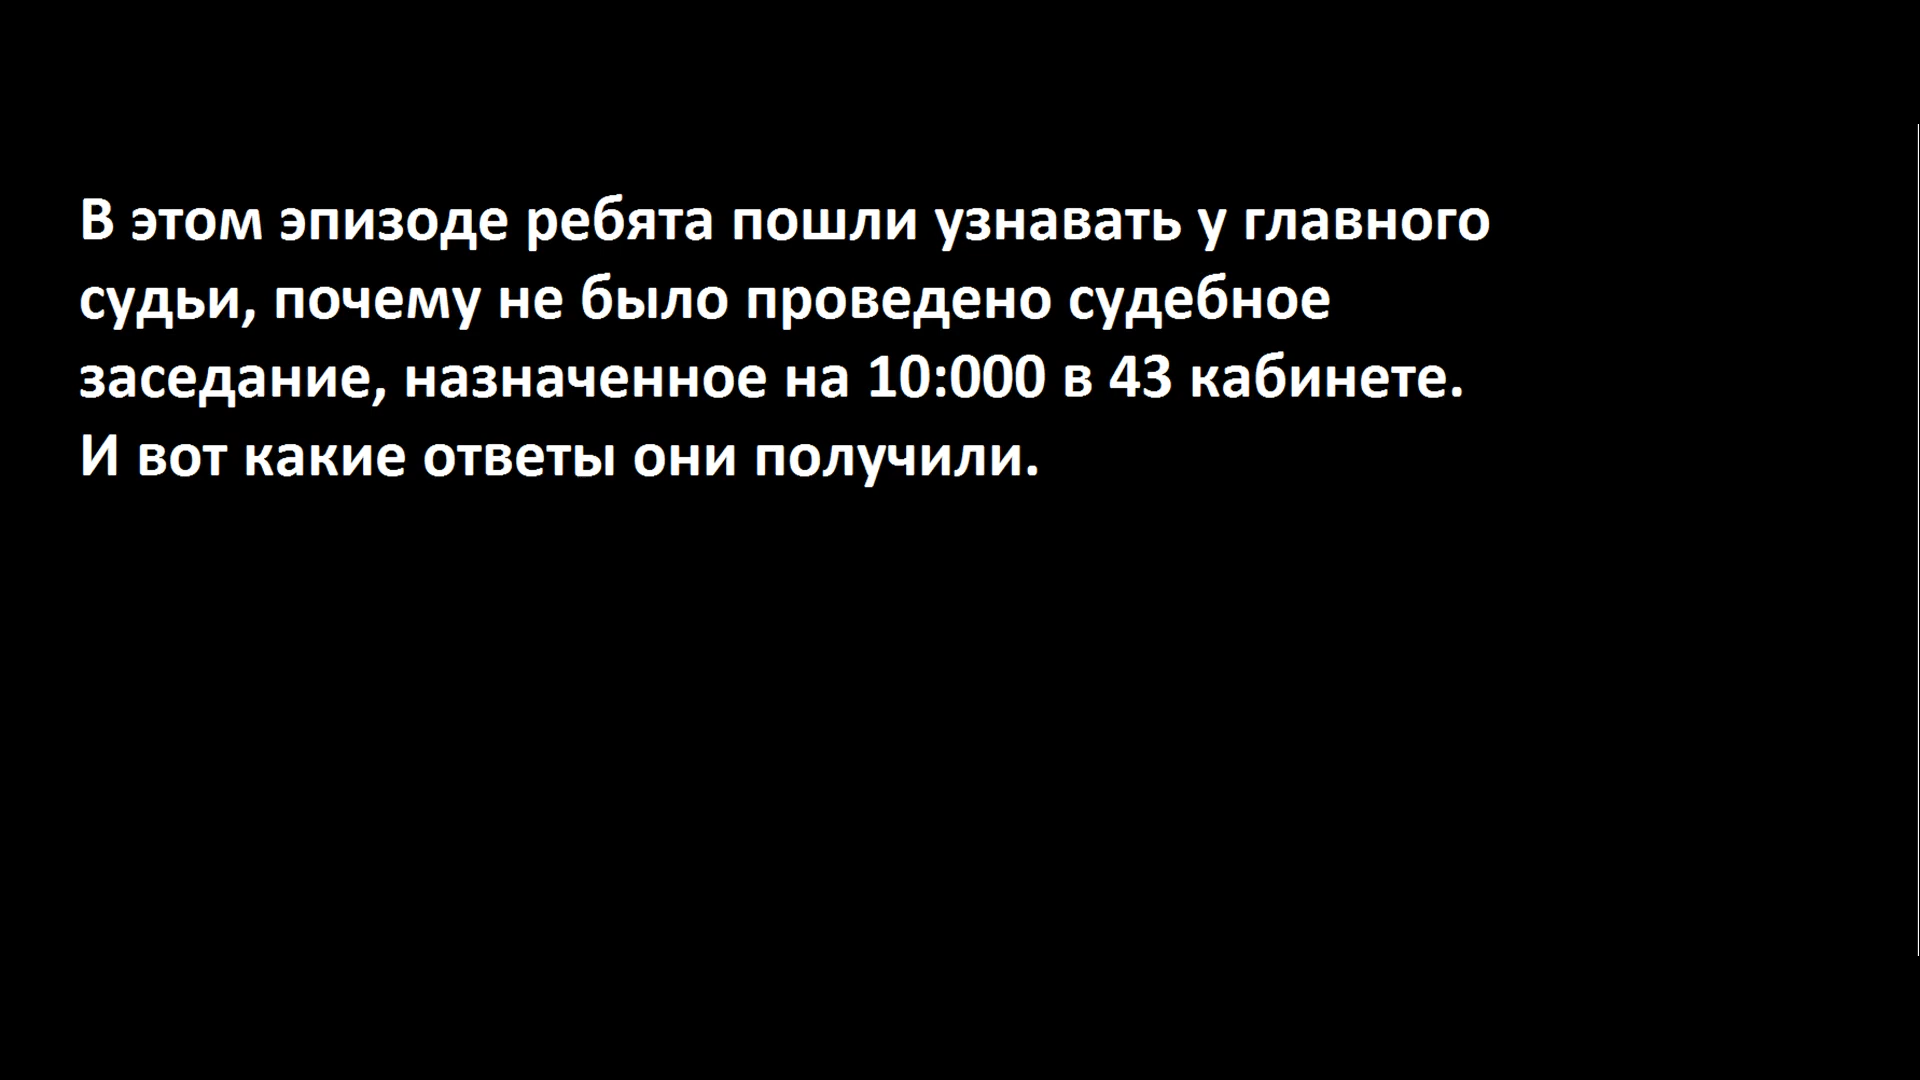 В этом эпизоде ребята пошли узнавать у главного
судьи, почему не было проведено судебное
заседание, назначенное на 10:000 в 43 кабинете.
И вот какие ответы они получили.